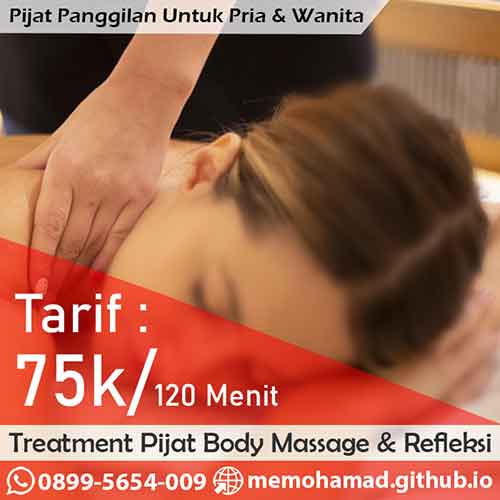 Pijat Panggilan Untuk Pria & Wanita
Tarif :
75k/120 Menit
Treatment Pijat Body Massage & Refleksi
0899-5654-009 memohamad.github.io